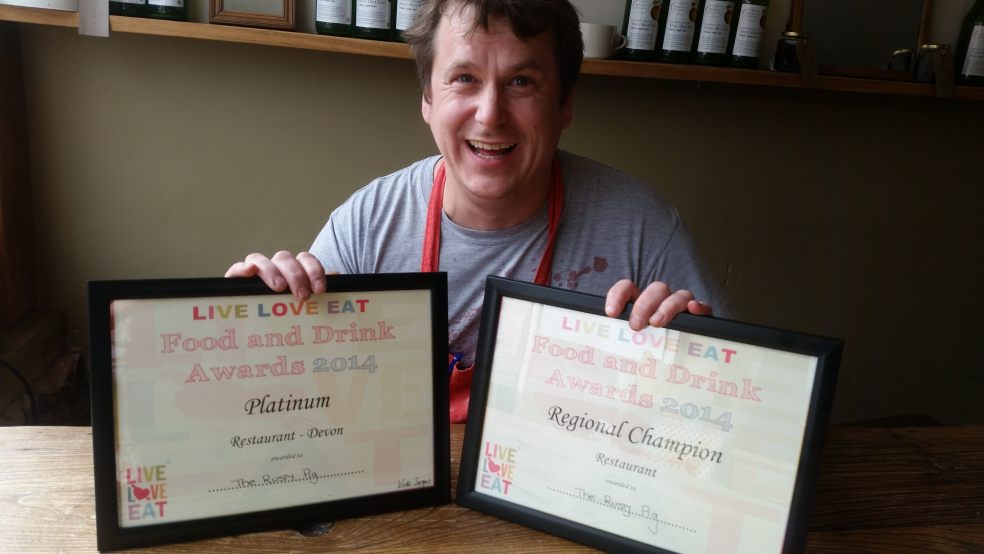 LIVE LOVE EAT
Food and Drink
Awards 2014
Platinum
Restaurant - Devon
awarded to
The Rusty Pig
LIVE
LOVE
EAT
LIVE LOVE EAT
Food and Drink
Awards 2014
Regional Champion
Restaurant
awarded to
The Rusty Pig
LIVE
LOVE
EAT